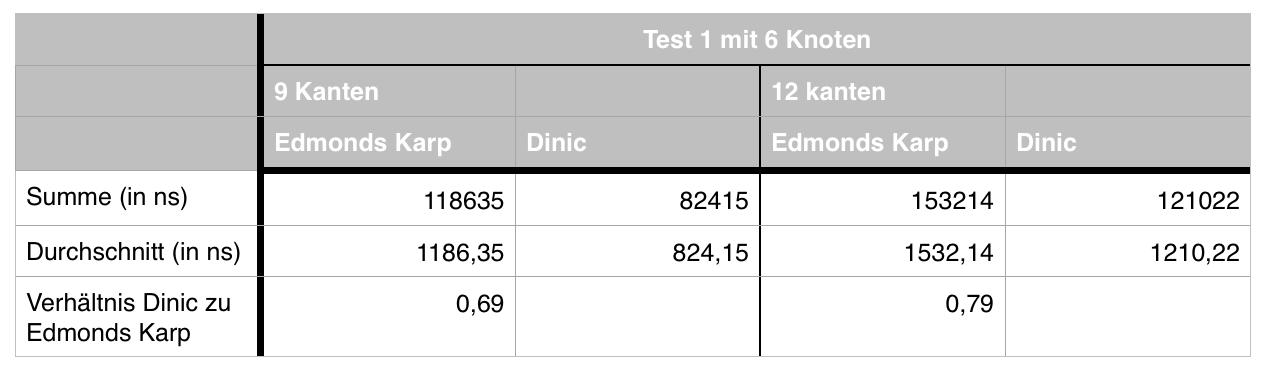 Test 1 mit 6 Knoten
9 Kanten 12 kanten
Edmonds Karp Dinic Edmonds Karp Dinic
Summe (in ns) 118635 82415 153214 121022
Durchschnitt (in ns) 1186,35 824,15 1532,14 1210,22
Verhältnis Dinic zu 0,69 0,79
Edmonds Karp